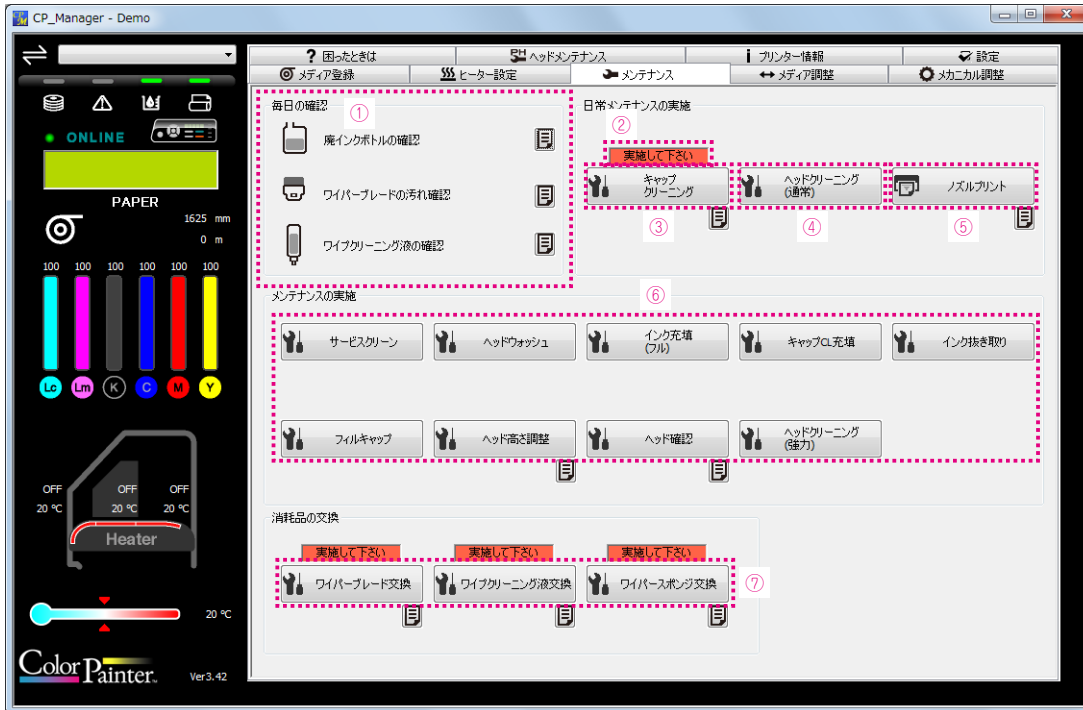 CP_Manager - Demo
? 困ったときは
ヘッドメンテナンス
i プリンター情報
設定
メディア登録
ヒーター設定
メンテナンス
メディア調整
メカニカル調整
ONLINE
PAPER
1625 mm
0 m
100 100 100 100 100 100
Lc Lm K C M Y
OFF OFF OFF
20 ℃ 20 ℃ 20 ℃
Heater
20 ℃
ColorPainter™
Ver3.42
毎日の確認
①
廃インクボトルの確認
ワイパーブレードの汚れ確認
ワイプクリーニング液の確認
日常メンテナンスの実施
②
実施して下さい
キャップ
クリーニング
ヘッドクリーニング
(通常)
ノズルプリント
③ ④ ⑤
メンテナンスの実施
⑥
サービスクリーン
ヘッドウォッシュ
インク充填
(フル)
キャップCL充填
インク抜き取り
フィルキャップ
ヘッド高さ調整
ヘッド確認
ヘッドクリーニング
(強力)
消耗品の交換
実施して下さい 実施して下さい 実施して下さい
ワイパーブレード交換
ワイプクリーニング液交換
ワイパースポンジ交換
⑦